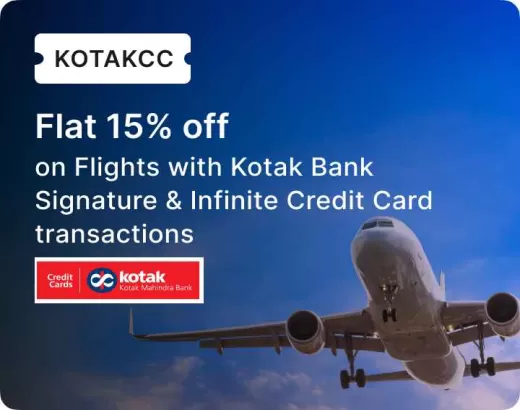 KOTAKCC
Flat 15% off
on Flights with Kotak Bank
Signature & Infinite Credit Card
transactions
Credit
Cards
kotak
Kotak Mahindra Bank